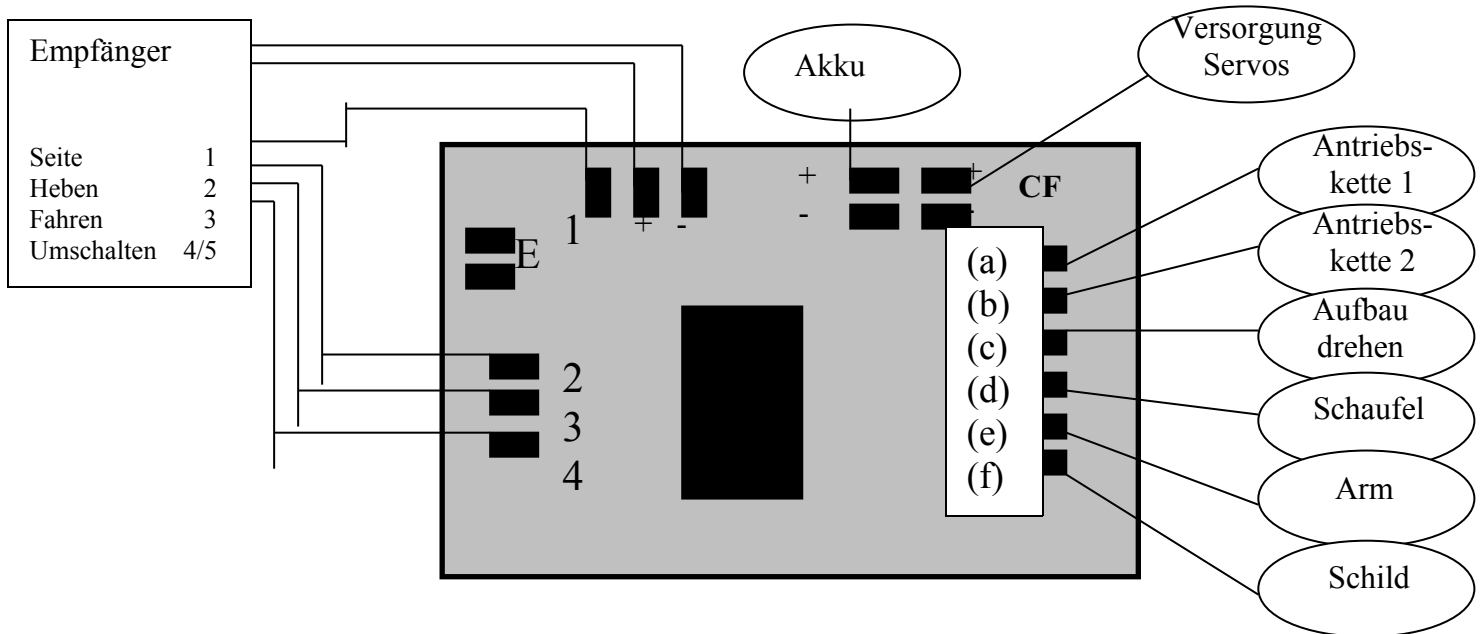 Empfänger
Seite 1
Heben 2
Fahren 3
Umschalten 4/5
Akku
Versorgung
Servos
+ + CF
1 + - - -
E
(a)
(b)
(c)
(d)
(e)
(f)
2
3
4
Antriebs-
kette 1
Antriebs-
kette 2
Aufbau
drehen
Schaufel
Arm
Schild